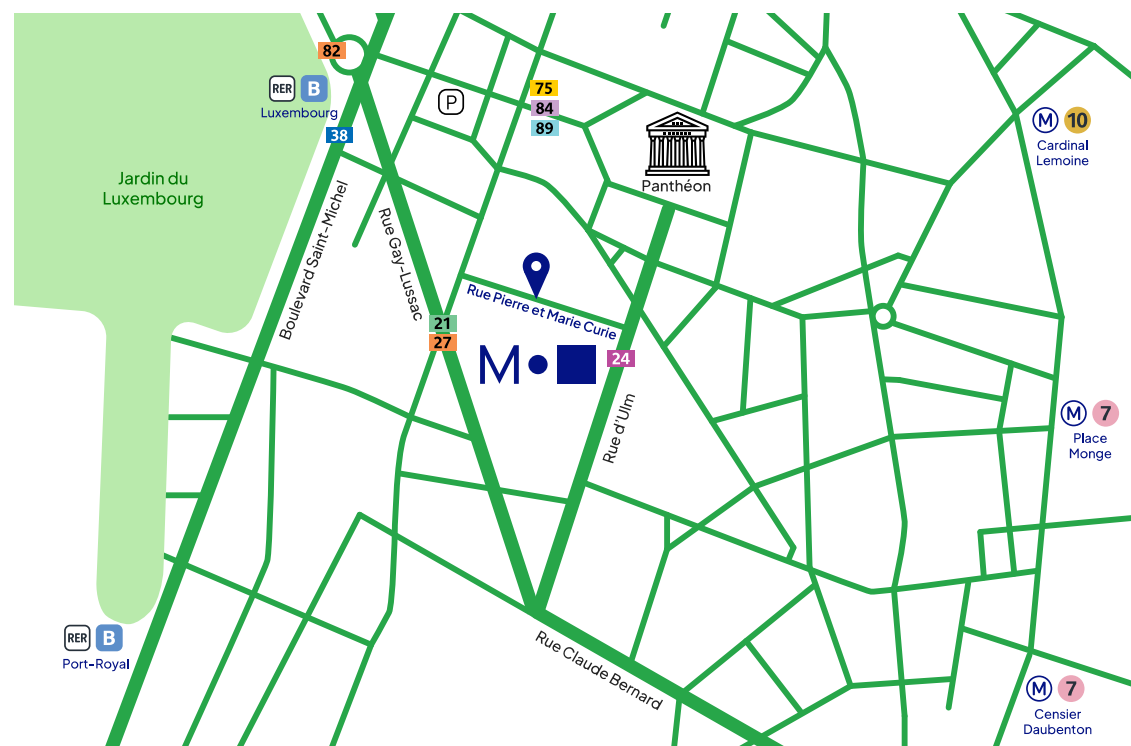 82
RER B
Luxembourg
38
P
75
84
89
Panthéon
M 10
Cardinal
Lemoine
Jardin du
Luxembourg
Boulevard Saint-Michel
Rue Gay-Lussac
Rue Pierre et Marie Curie
21
27
M
24
Rue d'Ulm
M 7
Place
Monge
RER B
Port-Royal
Rue Claude Bernard
M 7
Censier
Daubenton